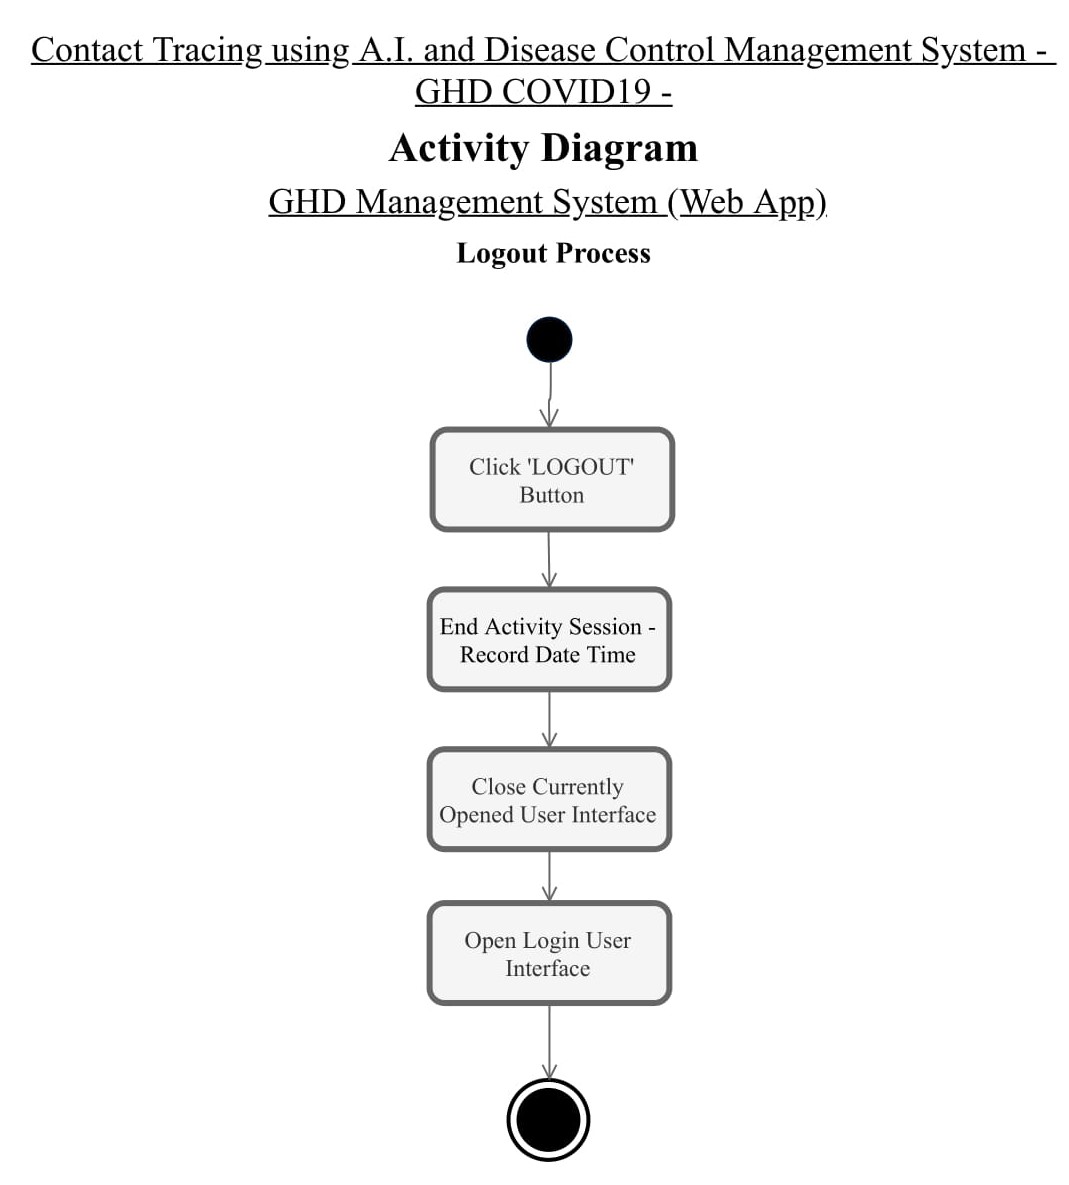 Contact Tracing using A.I. and Disease Control Management System -
GHD COVID19 -
Activity Diagram
GHD Management System (Web App)
Logout Process
Click 'LOGOUT'
Button
End Activity Session -
Record Date Time
Close Currently
Opened User Interface
Open Login User
Interface